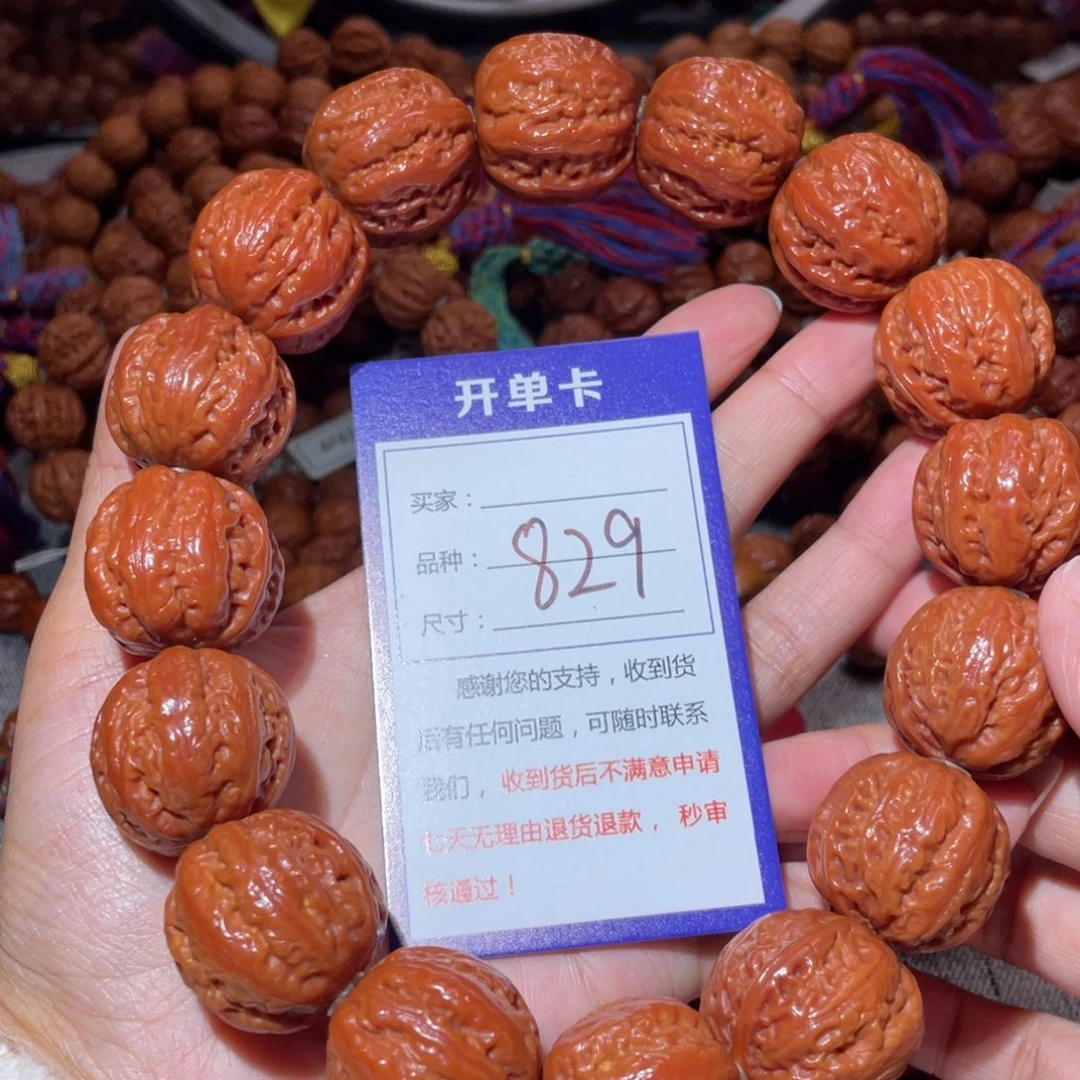 开单卡
买家：
品种：
829
尺寸：
感谢您的支持，收到货
后有任何问题，可随时联系
我们，收到货后不满意申请
七天无理由退货退款，秒审
核通过！